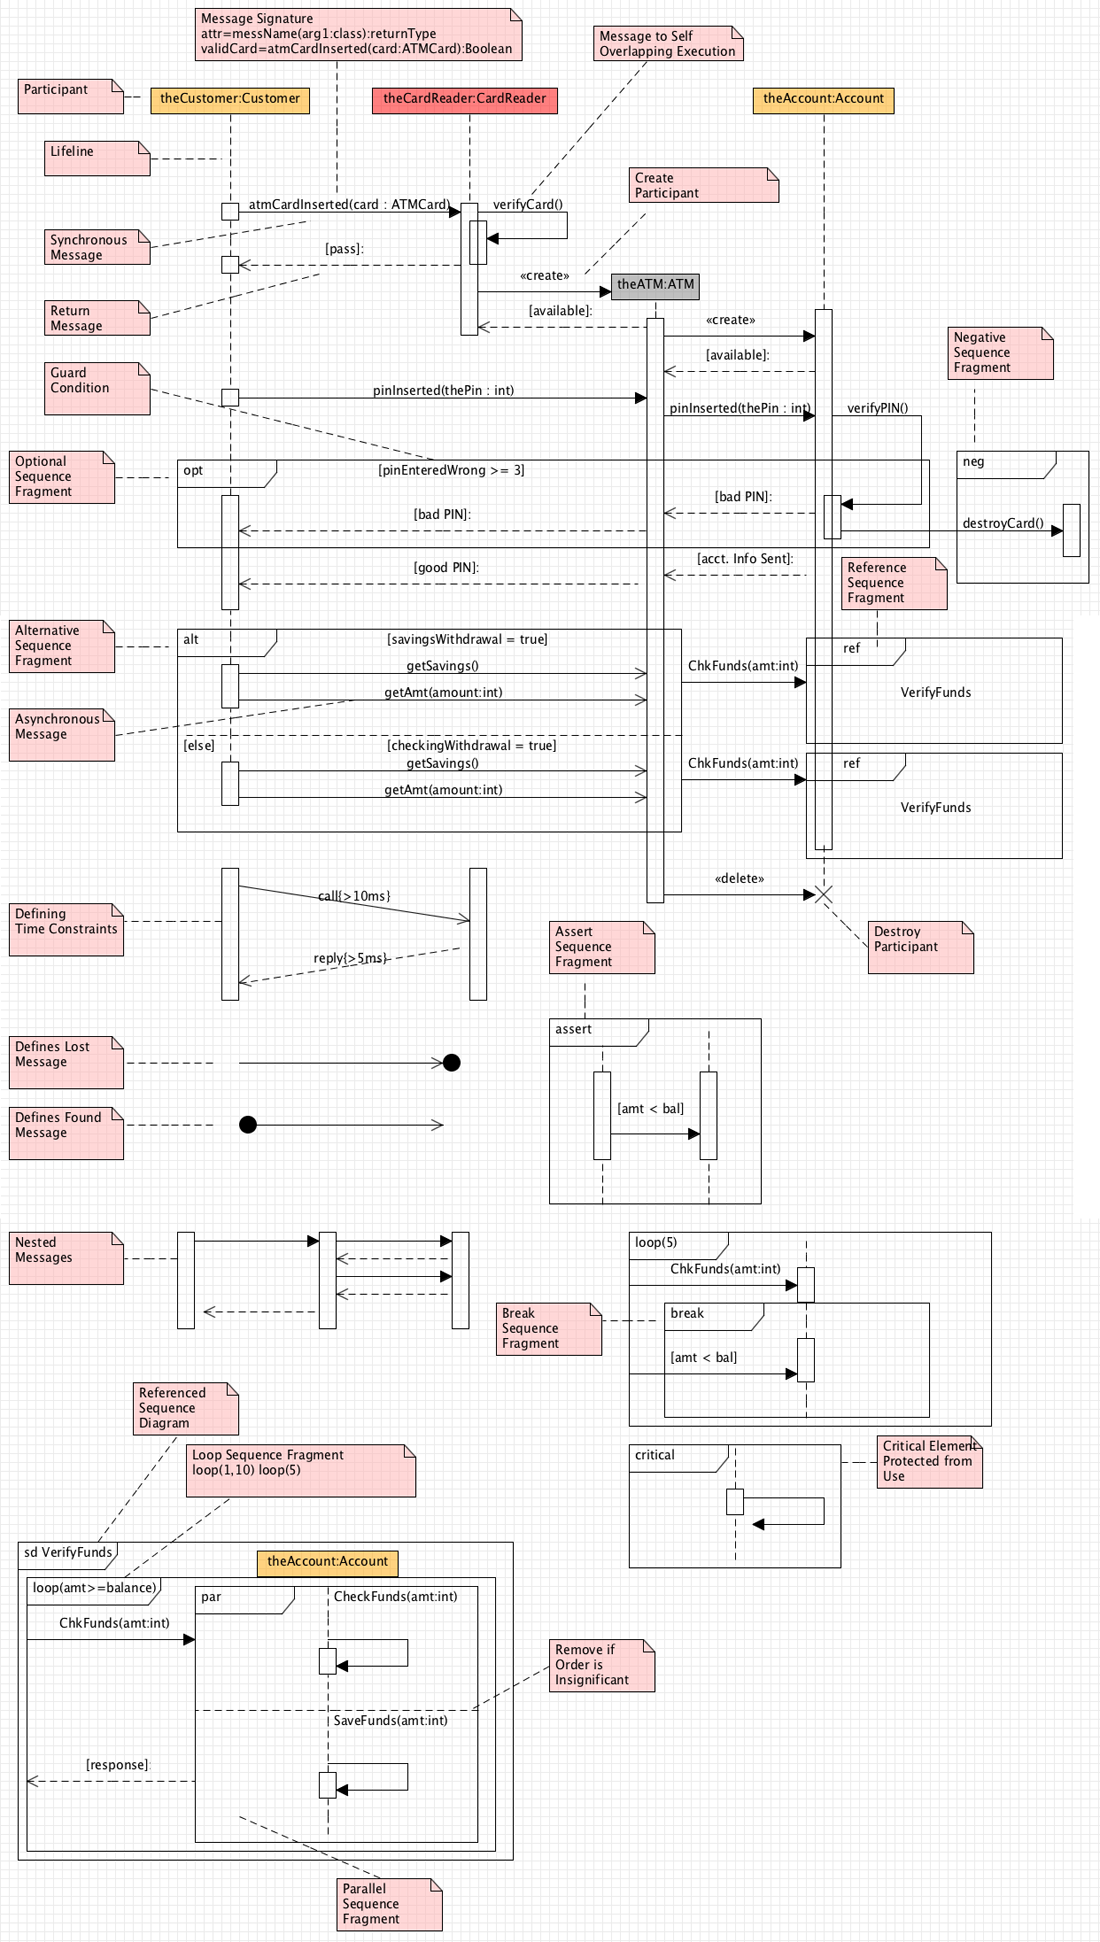 Message Signature
attr=messName(arg1:class):returnType
validCard=atmCardInserted(card:ATMCard):Boolean
Message to Self
Overlapping Execution
Participant
theCustomer:Customer
theCardReader:CardReader
theAccount:Account
Lifeline
Create
Participant
atmCardInserted(card : ATMCard)
verifyCard()
Synchronous
Message
[pass]:
«create»
theATM:ATM
Return
Message
[available]:
«create»
Negative
Sequence
Fragment
[available]:
Guard
Condition
pinInserted(thePin : int)
pinInserted(thePin : int)
verifyPIN()
Optional
Sequence
Fragment
opt
[pinEnteredWrong >= 3]
neg
[bad PIN]:
[bad PIN]:
destroyCard()
[good PIN]:
[acct. Info Sent]:
Reference
Sequence
Fragment
Alternative
Sequence
Fragment
alt
[savingsWithdrawal = true]
ref
getSavings()
ChkFunds(amt:int)
getAmt(amount:int)
VerifyFunds
Asynchronous
Message
[else]
[checkingWithdrawal = true]
getSavings()
ChkFunds(amt:int)
ref
getAmt(amount:int)
VerifyFunds
«delete»
call{>10ms}
Defining
Time Constraints
Assert
Sequence
Fragment
Destroy
Participant
reply{>5ms}
assert
Defines Lost
Message
[amt < bal]
Defines Found
Message
Nested
Messages
loop(5)
ChkFunds(amt:int)
Break
Sequence
Fragment
break
[amt < bal]
Referenced
Sequence
Diagram
Loop Sequence Fragment
loop(1,10) loop(5)
critical
Critical Element
Protected from
Use
sd VerifyFunds
theAccount:Account
loop(amt>=balance)
par
CheckFunds(amt:int)
ChkFunds(amt:int)
Remove if
Order is
Insignificant
SaveFunds(amt:int)
[response]:
Parallel
Sequence
Fragment